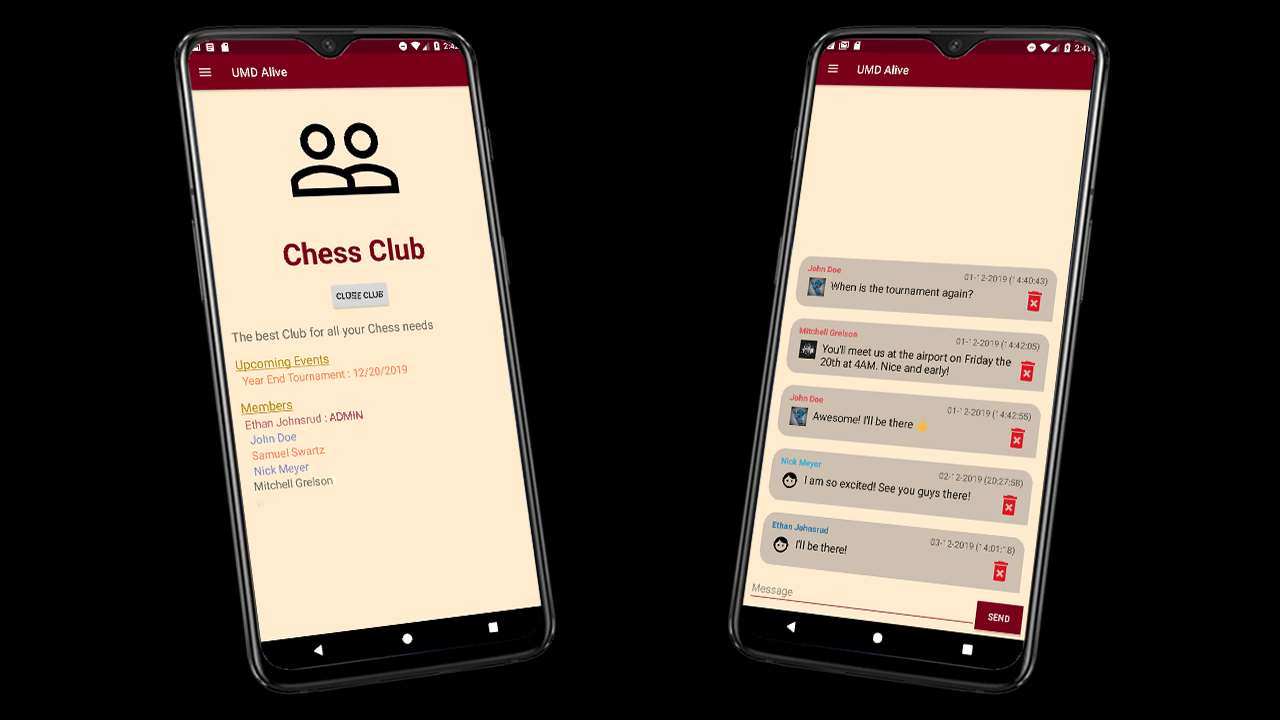 2:42
UMD Alive
Chess Club
CLOSE CLUB
The best Club for all your Chess needs
Upcoming Events
Year End Tournament : 12/20/2019
Members
Ethan Johnsrud : ADMIN
John Doe
Samuel Swartz
Nick Meyer
Mitchell Grelson
2:41
UMD Alive
John Doe
01-12-2019 (14:40:43)
When is the tournament again?
Mitchell Grelson
01-12-2019 (14:42:05)
You'll meet us at the airport on Friday the
20th at 4AM. Nice and early!
John Doe
01-12-2019 (14:42:55)
Awesome! I'll be there 👍
Nick Meyer
02-12-2019 (20:27:58)
I am so excited! See you guys there!
Ethan Johnsrud
03-12-2019 (14:01:18)
I'll be there!
Message
SEND